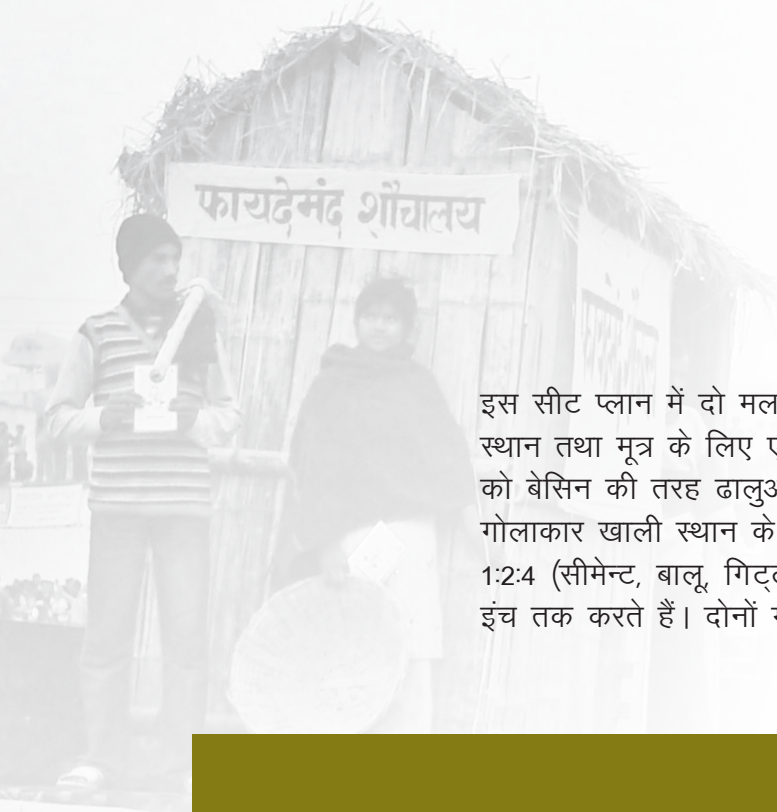 फायदेमंद शौचालय
इस सीट प्लान में दो मल
स्थान तथा मूत्र के लिए
को बेसिन की तरह ढालुअ
गोलाकार खाली स्थान के
1:2:4 (सीमेन्ट, बालू, गिट्
इंच तक करते हैं। दोनों